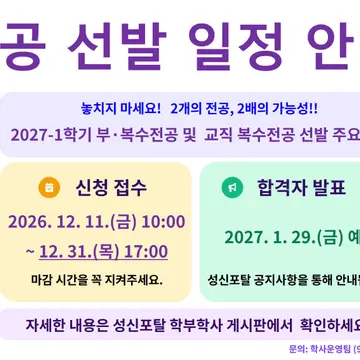 공 선발 일정 안
놓치지 마세요! 2개의 전공, 2배의 가능성!!
2027-1학기 부·복수전공 및 교직 복수전공 선발 주요
신청 접수
2026. 12. 11.(금) 10:00
~ 12. 31.(목) 17:00
마감 시간을 꼭 지켜주세요.
합격자 발표
2027. 1. 29.(금) 예
성신포탈 공지사항을 통해 안내
자세한 내용은 성신포탈 학부학사 게시판에서 확인하세
문의: 학사운영팀